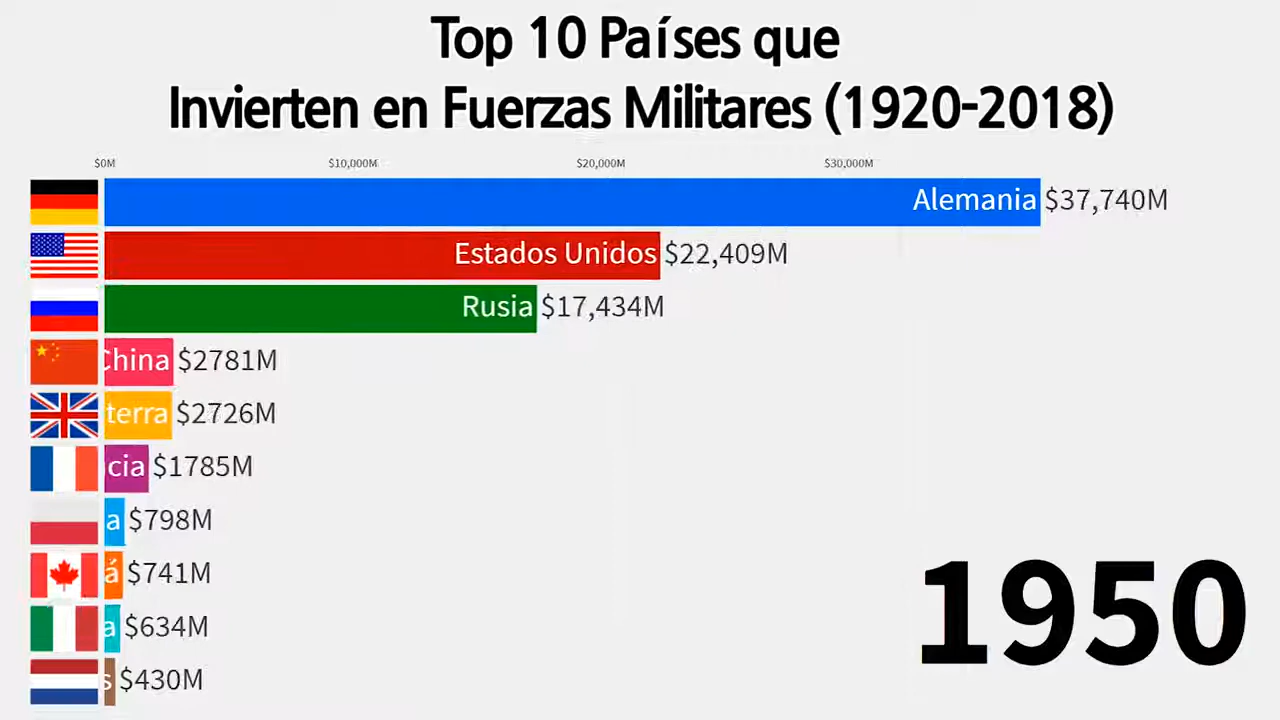 Top 10 Países que
Invierten en Fuerzas Militares (1920-2018)
$0M $10,000M $20,000M $30,000M
Alemania $37,740M
Estados Unidos $22,409M
Rusia $17,434M
China $2781M
terra $2726M
cia $1785M
a $798M
á $741M
a $634M
s $430M
1950